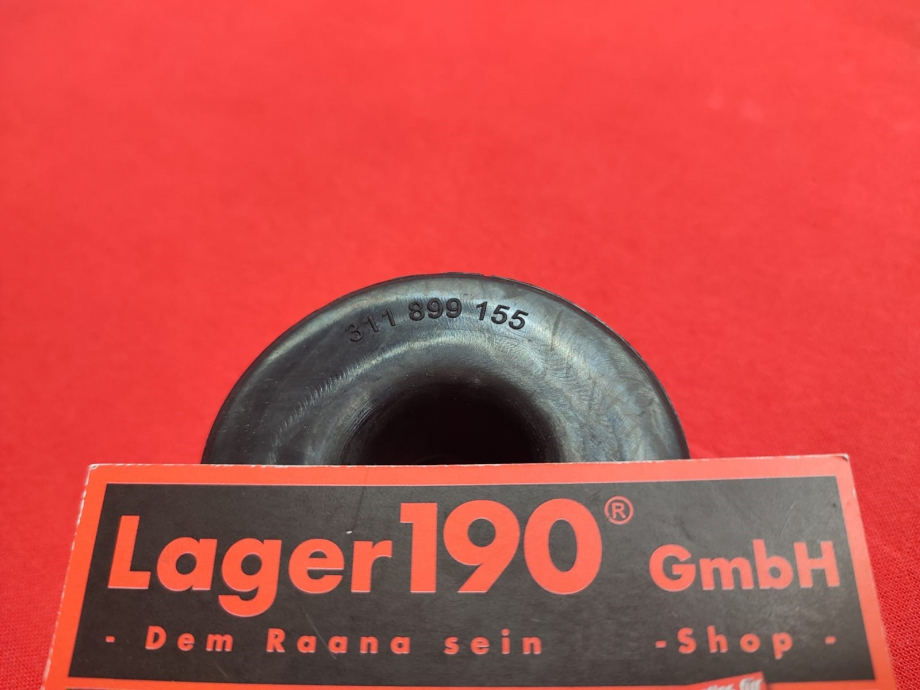 311 899 155
Lager190® GmbH
- Dem Raana sein -Shop -